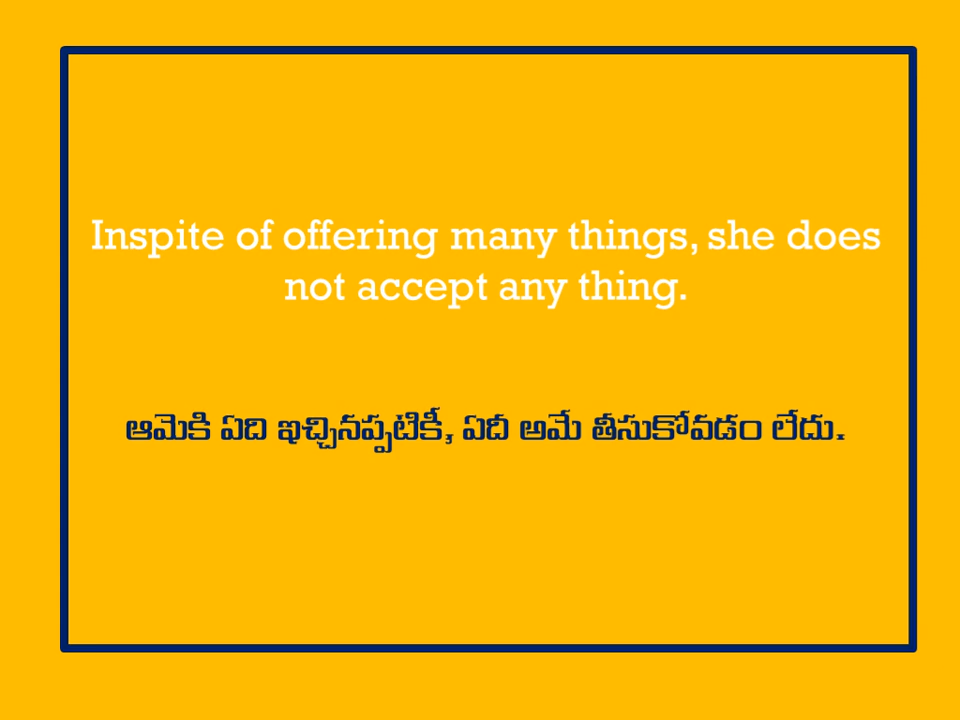 Inspite of offering many things, she does
not accept any thing.
ఆమెకి ఏది ఇచ్చినప్పటికీ, ఏదీ అమే తీసుకోవడం లేదు.